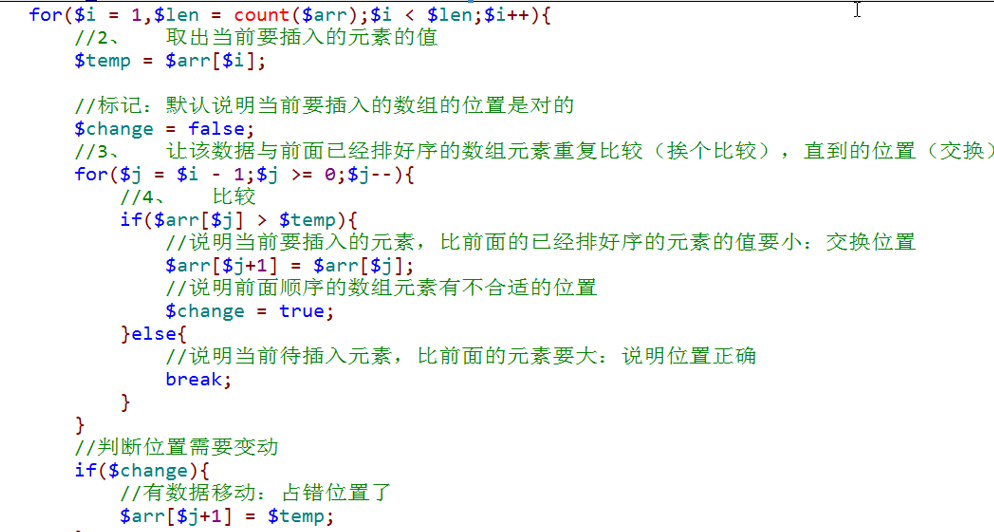 for($i = 1,$len = count($arr);$i < $len;$i++){
//2、 取出当前要插入的元素的值
$temp = $arr[$i];
//标记：默认说明当前要插入的数组的位置是对的
$change = false;
//3、 让该数据与前面已经排好序的数组元素重复比较（挨个比较），直到的位置（交换）
for($j = $i - 1;$j >= 0;$j--){
//4、 比较
if($arr[$j] > $temp){
//说明当前要插入的元素，比前面的已经排好序的元素的值要小：交换位置
$arr[$j+1] = $arr[$j];
//说明前面顺序的数组元素有不合适的位置
$change = true;
}else{
//说明当前待插入元素，比前面的元素要大：说明位置正确
break;
}
}
//判断位置需要变动
if($change){
//有数据移动：占错位置了
$arr[$j+1] = $temp;